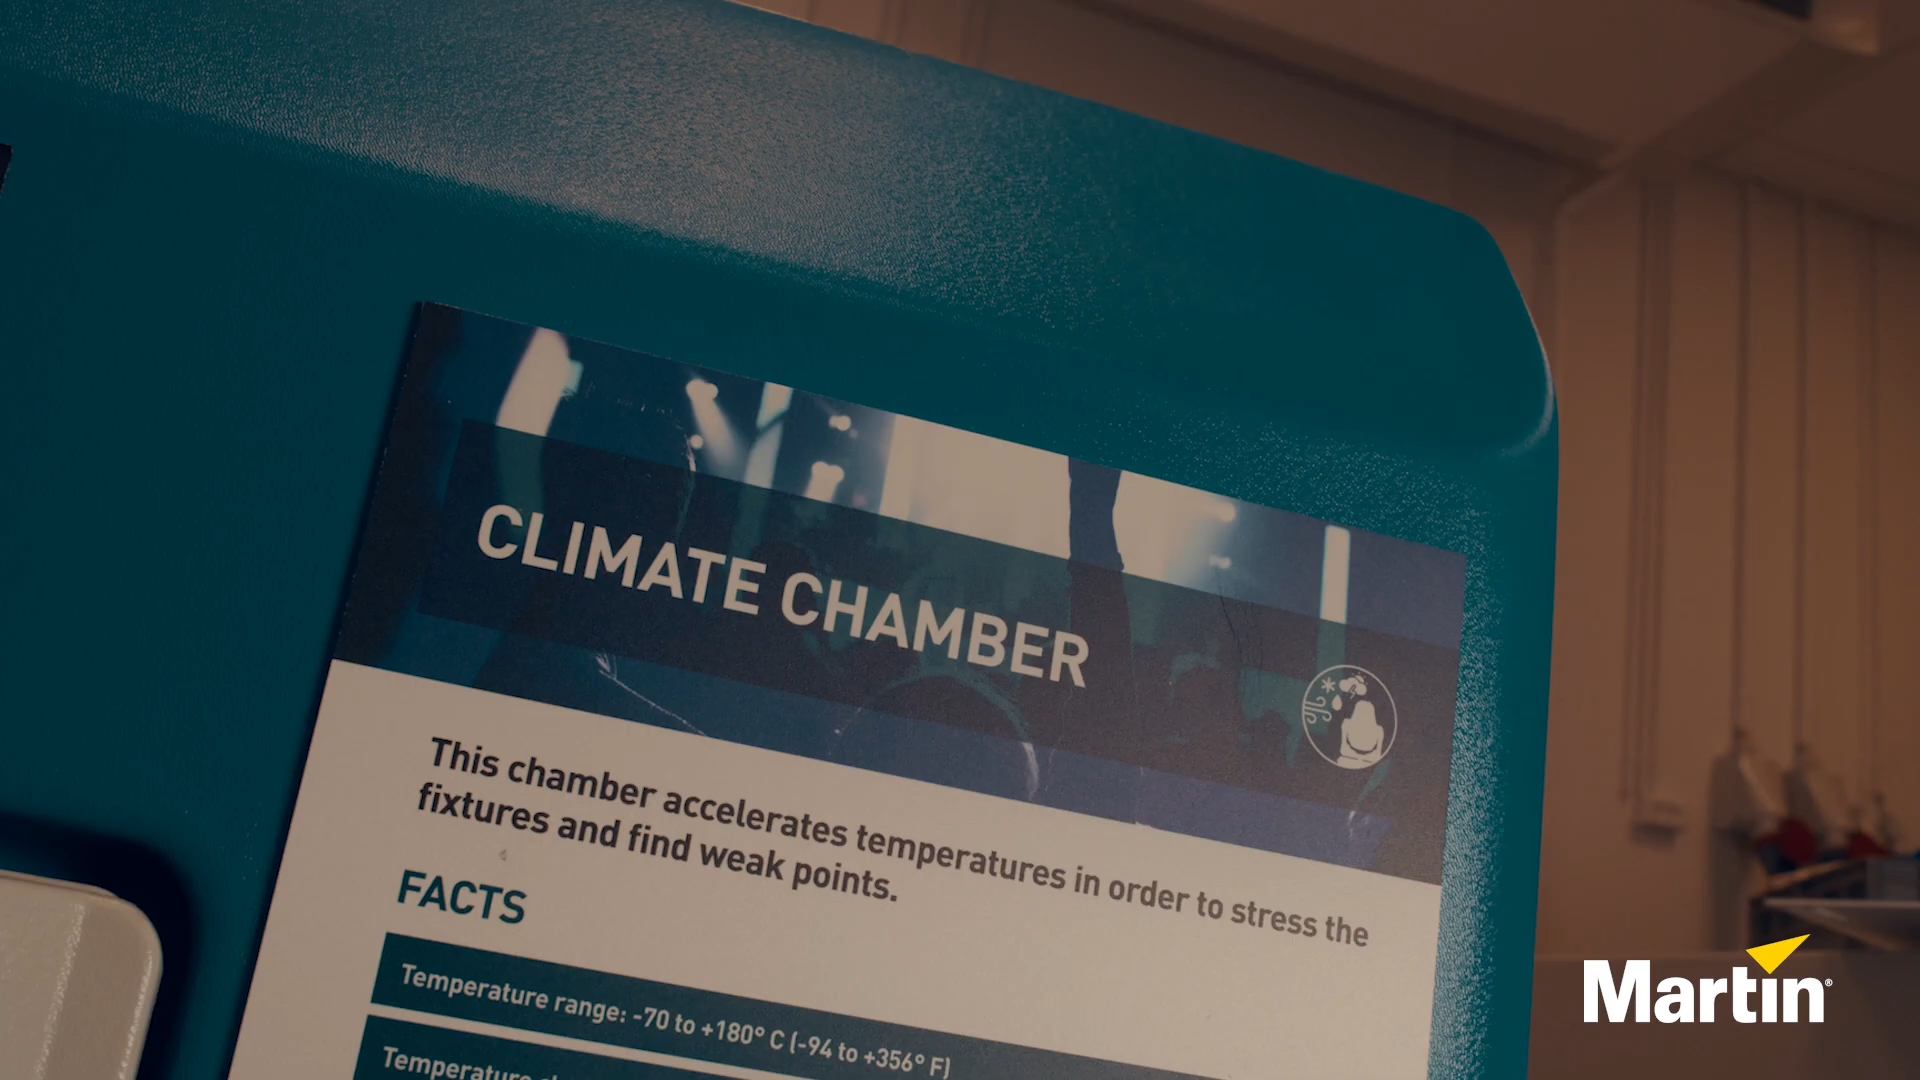 CLIMATE CHAMBER
This chamber accelerates temperatures in order to stress the
fixtures and find weak points.
FACTS
Temperature range: -70 to +180° C (-94 to +356° F)
Temperature
Martin®